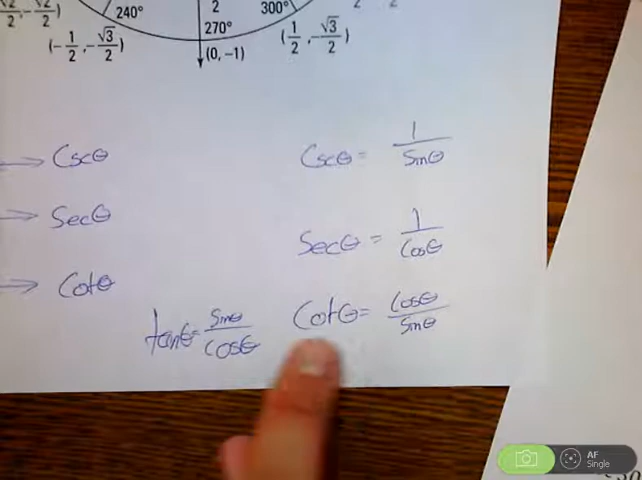 240°
2
300°
270°
(-1/2, -√3/2)
(1/2, -√3/2)
(0, -1)
→ Cscθ
Cscθ = 1/Sinθ
→ Secθ
Secθ = 1/Cosθ
→ Cotθ
tanθ = Sinθ/Cosθ
Cotθ = Cosθ/Sinθ
AF
Single